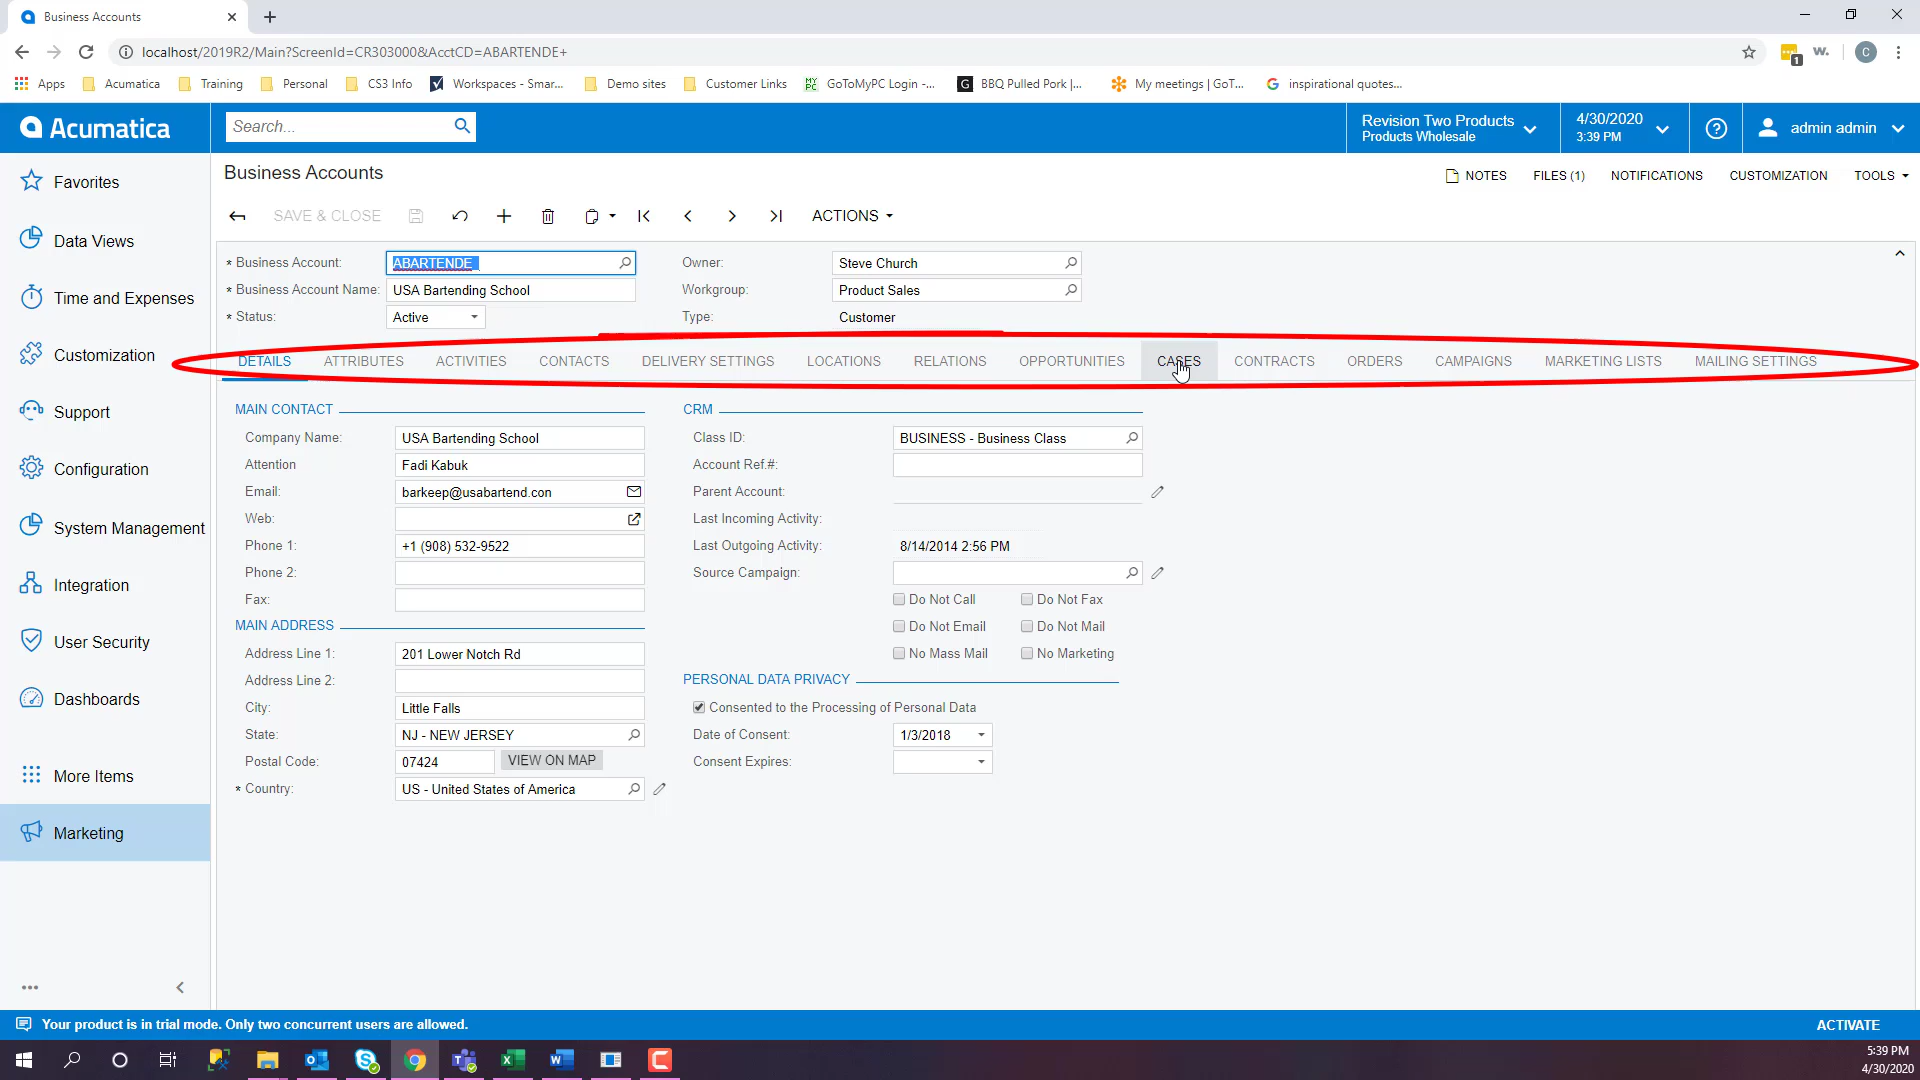 Business Accounts
localhost/2019R2/Main?ScreenId=CR303000&AcctCD=ABARTENDE+
1
W.
C
Apps Acumatica Training Personal CS3 Info Workspaces - Smar... Demo sites Customer Links GoToMyPC Login -... BBQ Pulled Pork |... My meetings | GoT... inspirational quotes...
Acumatica
Search...
Revision Two Products
Products Wholesale
4/30/2020
3:39 PM
admin admin
Favorites
Data Views
Time and Expenses
Customization
Support
Configuration
System Management
Integration
User Security
Dashboards
More Items
Marketing
Business Accounts
NOTES FILES (1) NOTIFICATIONS CUSTOMIZATION TOOLS
SAVE & CLOSE ACTIONS
* Business Account: ABARTENDE Owner: Steve Church
* Business Account Name: USA Bartending School Workgroup: Product Sales
* Status: Active Type: Customer
DETAILS ATTRIBUTES ACTIVITIES CONTACTS DELIVERY SETTINGS LOCATIONS RELATIONS OPPORTUNITIES CASES CONTRACTS ORDERS CAMPAIGNS MARKETING LISTS MAILING SETTINGS
MAIN CONTACT
Company Name: USA Bartending School
Attention Fadi Kabuk
Email: barkeep@usabartend.con
Web:
Phone 1: +1 (908) 532-9522
Phone 2:
Fax:
MAIN ADDRESS
Address Line 1: 201 Lower Notch Rd
Address Line 2:
City: Little Falls
State: NJ - NEW JERSEY
Postal Code: 07424 VIEW ON MAP
* Country: US - United States of America
CRM
Class ID: BUSINESS - Business Class
Account Ref.#:
Parent Account:
Last Incoming Activity:
Last Outgoing Activity: 8/14/2014 2:56 PM
Source Campaign:
Do Not Call Do Not Fax
Do Not Email Do Not Mail
No Mass Mail No Marketing
PERSONAL DATA PRIVACY
Consented to the Processing of Personal Data
Date of Consent: 1/3/2018
Consent Expires:
Your product is in trial mode. Only two concurrent users are allowed. ACTIVATE
5:39 PM
4/30/2020